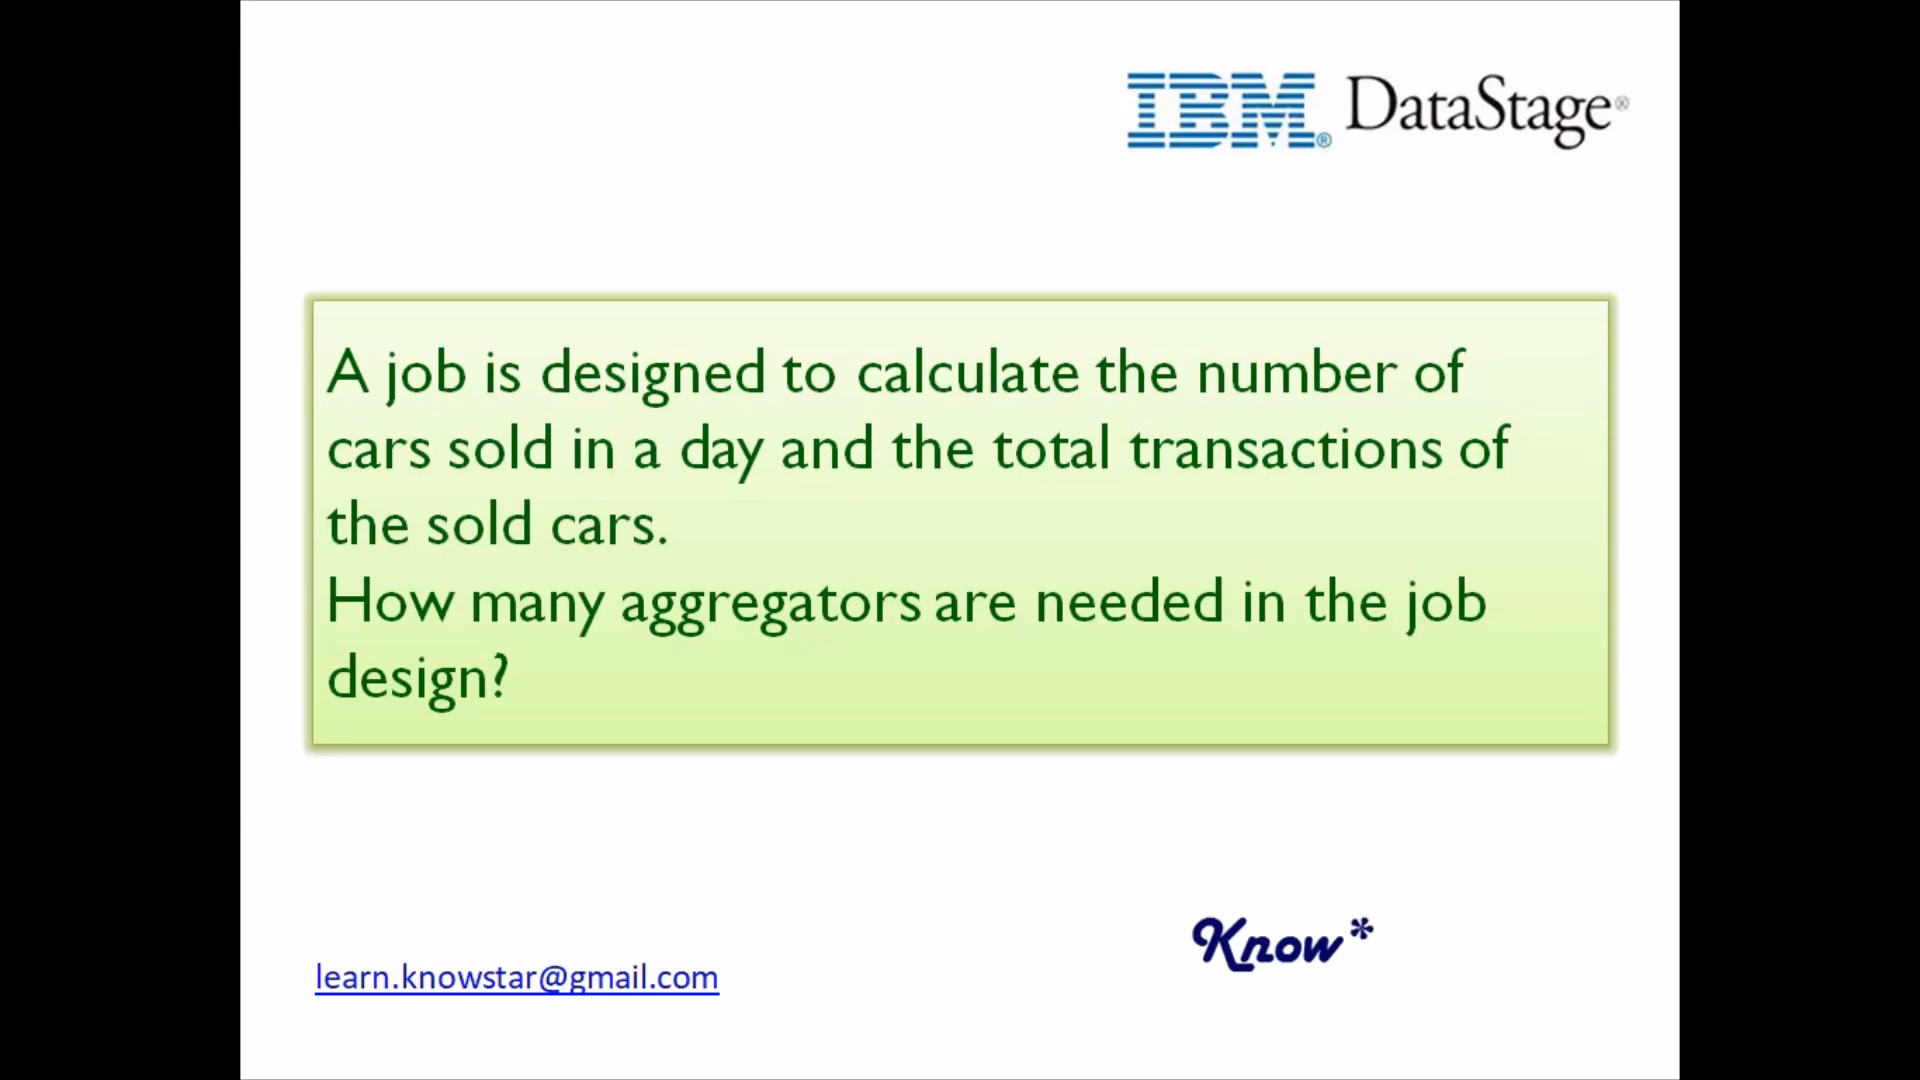 IBM® DataStage®
A job is designed to calculate the number of
cars sold in a day and the total transactions of
the sold cars.
How many aggregators are needed in the job
design?
Know*
learn.knowstar@gmail.com